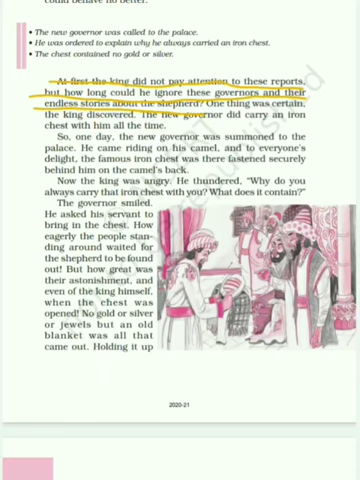 could behave no better.
• The new governor was called to the palace.
• He was ordered to explain why he always carried an iron chest.
• The chest contained no gold or silver.
At first the king did not pay attention to these reports,
but how long could he ignore these governors and their
endless stories about the shepherd? One thing was certain,
the king discovered. The new governor did carry an iron
chest with him all the time.
So, one day, the new governor was summoned to the
palace. He came riding on his camel, and to everyone's
delight, the famous iron chest was there fastened securely
behind him on the camel's back.
Now the king was angry. He thundered, “Why do you
always carry that iron chest with you? What does it contain?”
The governor smiled.
He asked his servant to
bring in the chest. How
eagerly the people stan-
ding around waited for
the shepherd to be found
out! But how great was
their astonishment, and
even of the king himself,
when the chest was
opened! No gold or silver
or jewels but an old
blanket was all that
came out. Holding it up
2020-21